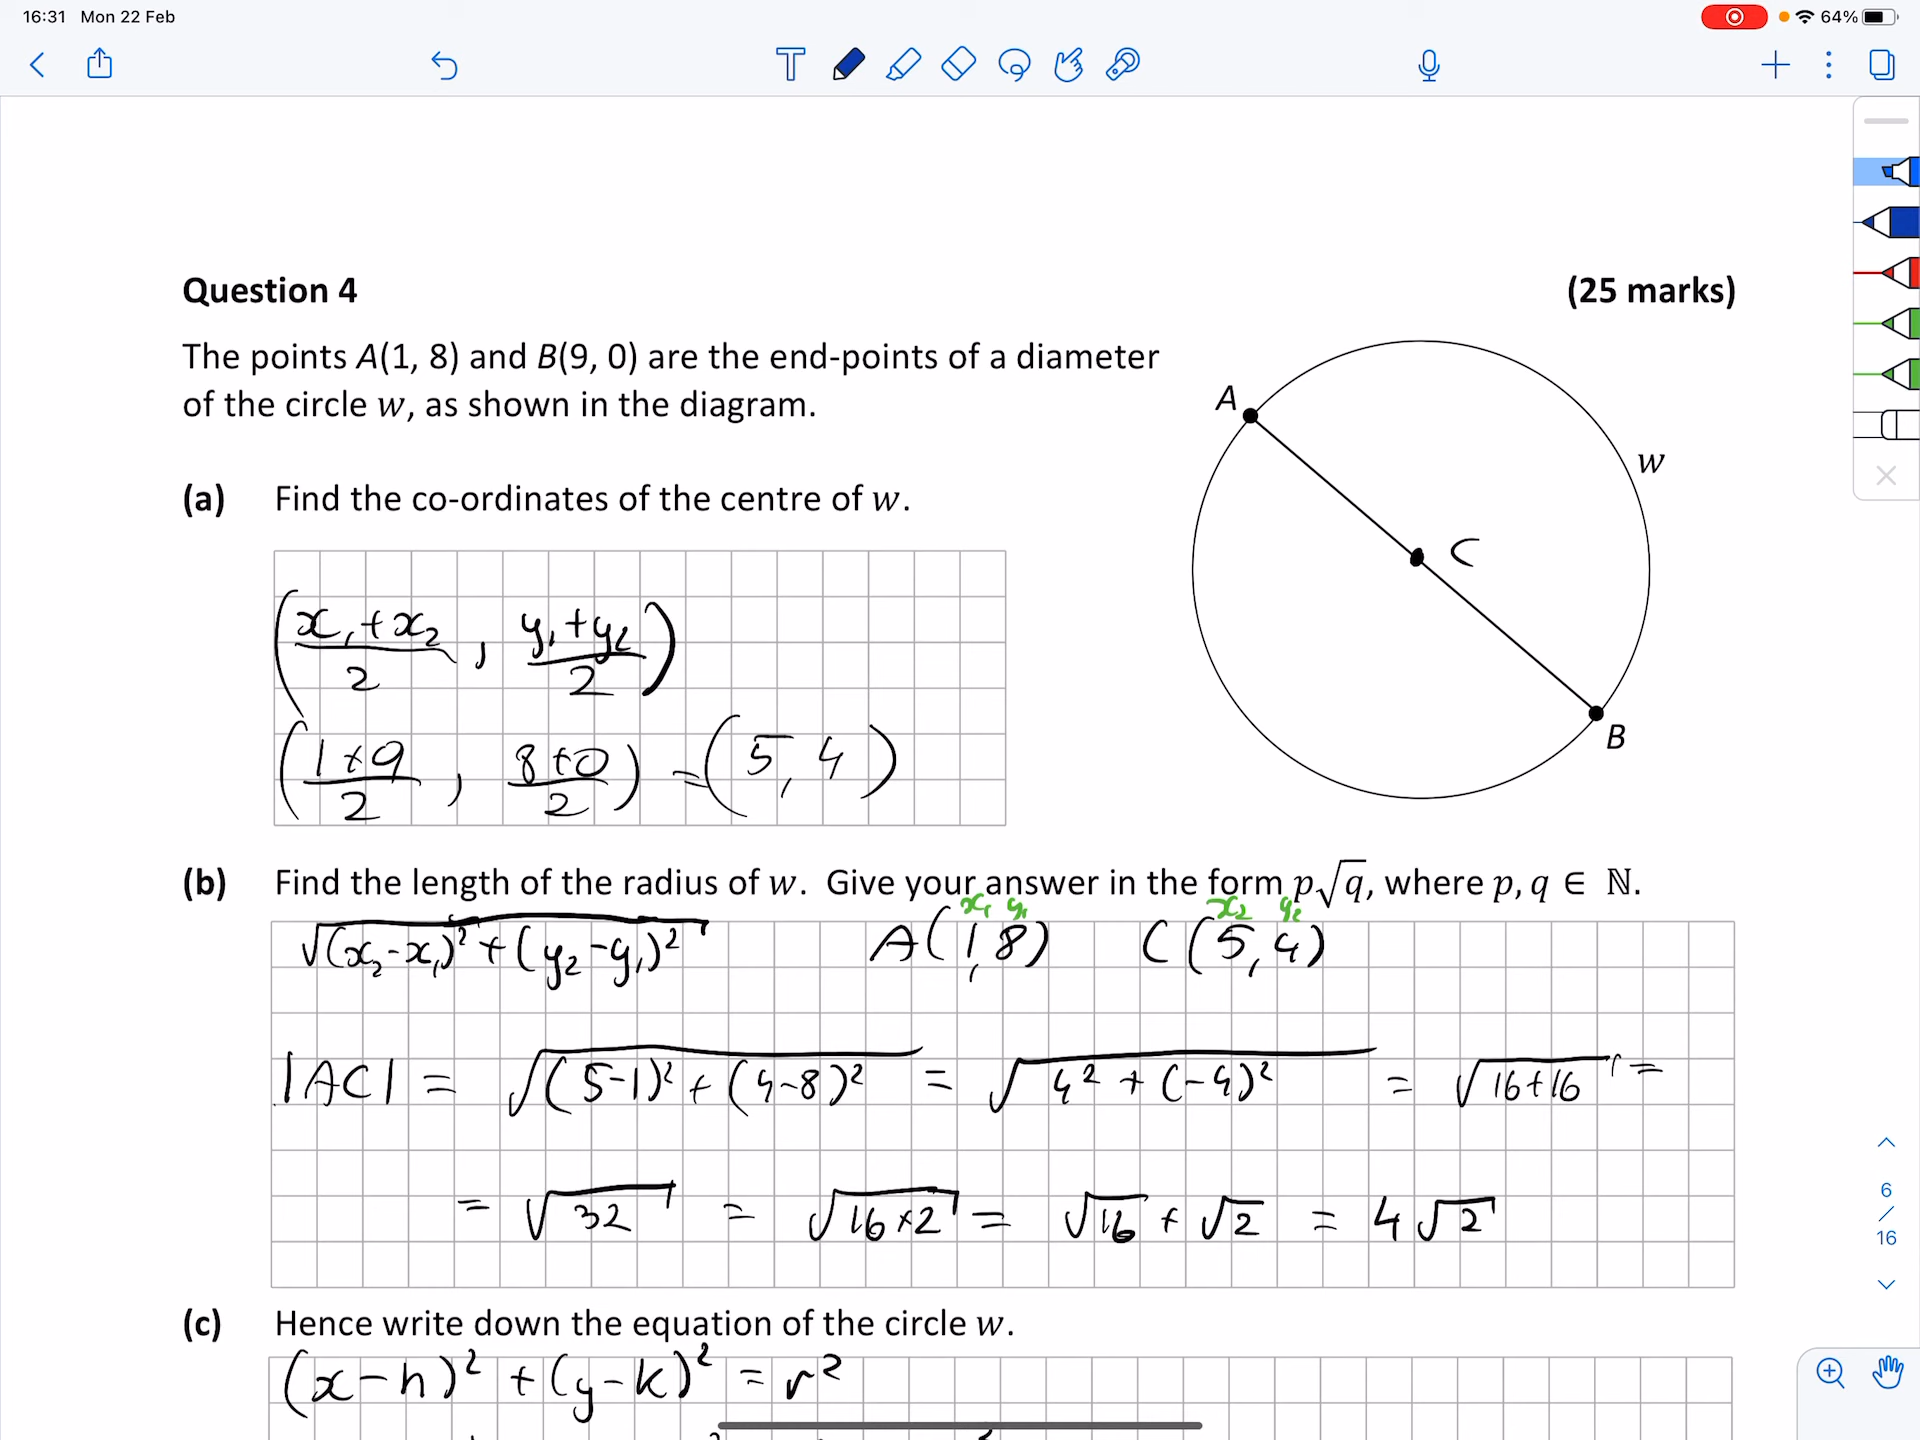 16:31 Mon 22 Feb
64%
Question 4
(25 marks)
The points A(1, 8) and B(9, 0) are the end-points of a diameter
of the circle w, as shown in the diagram.
A
w
C
B
(a) Find the co-ordinates of the centre of w.
((x₁+x₂)/2 , (y₁+y₂)/2)
((1+9)/2 , (8+0)/2) = (5, 4)
(b) Find the length of the radius of w. Give your answer in the form p√q, where p, q ∈ ℕ.
x₁ y₁ x₂ y₂
√((x₂-x₁)²+(y₂-y₁)²) A(1,8) C(5,4)
|AC| = √((5-1)²+(4-8)²) = √(4²+(-4)²) = √(16+16) =
= √32 = √(16×2) = √16 + √2 = 4√2
(c) Hence write down the equation of the circle w.
(x-h)²+(y-k)² = r²
6
/
16